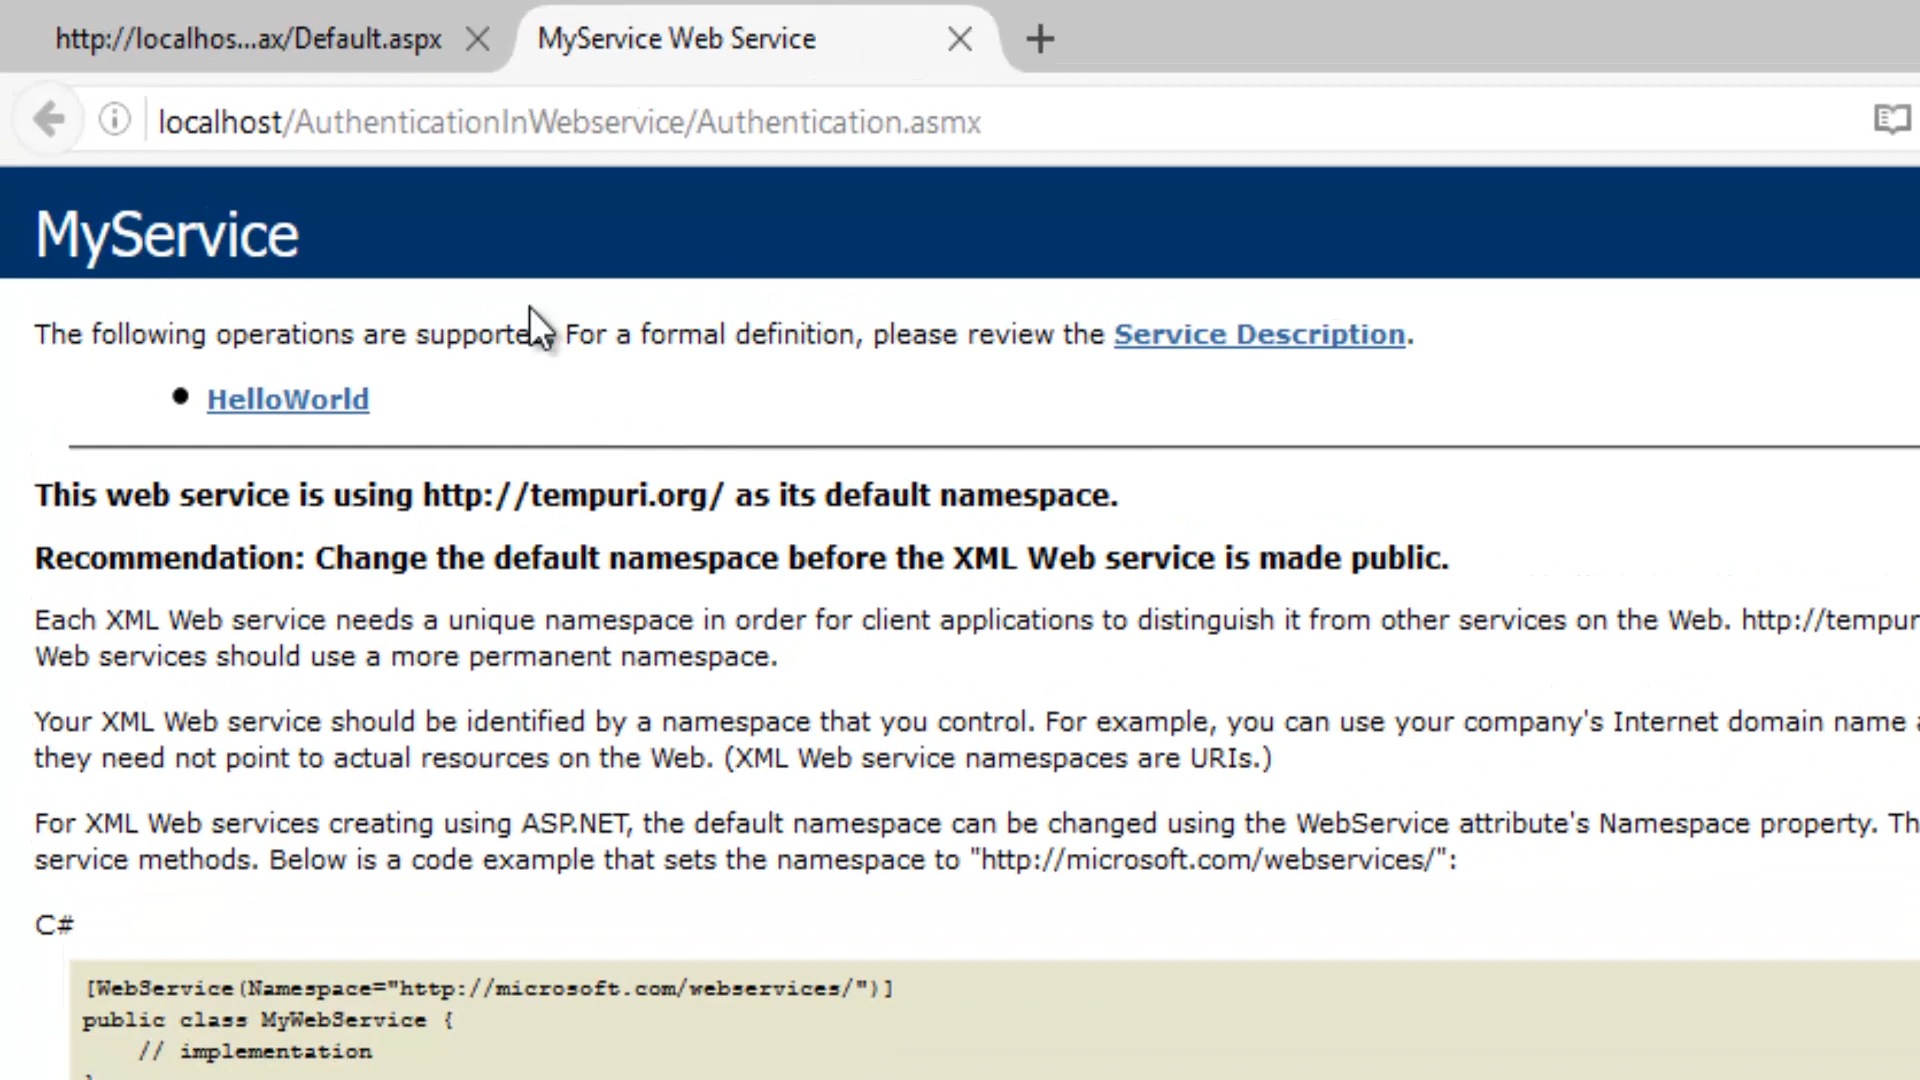 http://localhos...ax/Default.aspx
MyService Web Service
localhost/AuthenticationInWebservice/Authentication.asmx
MyService
The following operations are supporte For a formal definition, please review the Service Description.
HelloWorld
This web service is using http://tempuri.org/ as its default namespace.
Recommendation: Change the default namespace before the XML Web service is made public.
Each XML Web service needs a unique namespace in order for client applications to distinguish it from other services on the Web. http://tempur
Web services should use a more permanent namespace.
Your XML Web service should be identified by a namespace that you control. For example, you can use your company's Internet domain name a
they need not point to actual resources on the Web. (XML Web service namespaces are URIs.)
For XML Web services creating using ASP.NET, the default namespace can be changed using the WebService attribute's Namespace property. Th
service methods. Below is a code example that sets the namespace to "http://microsoft.com/webservices/":
C#
[WebService(Namespace="http://microsoft.com/webservices/")]
public class MyWebService {
// implementation
}